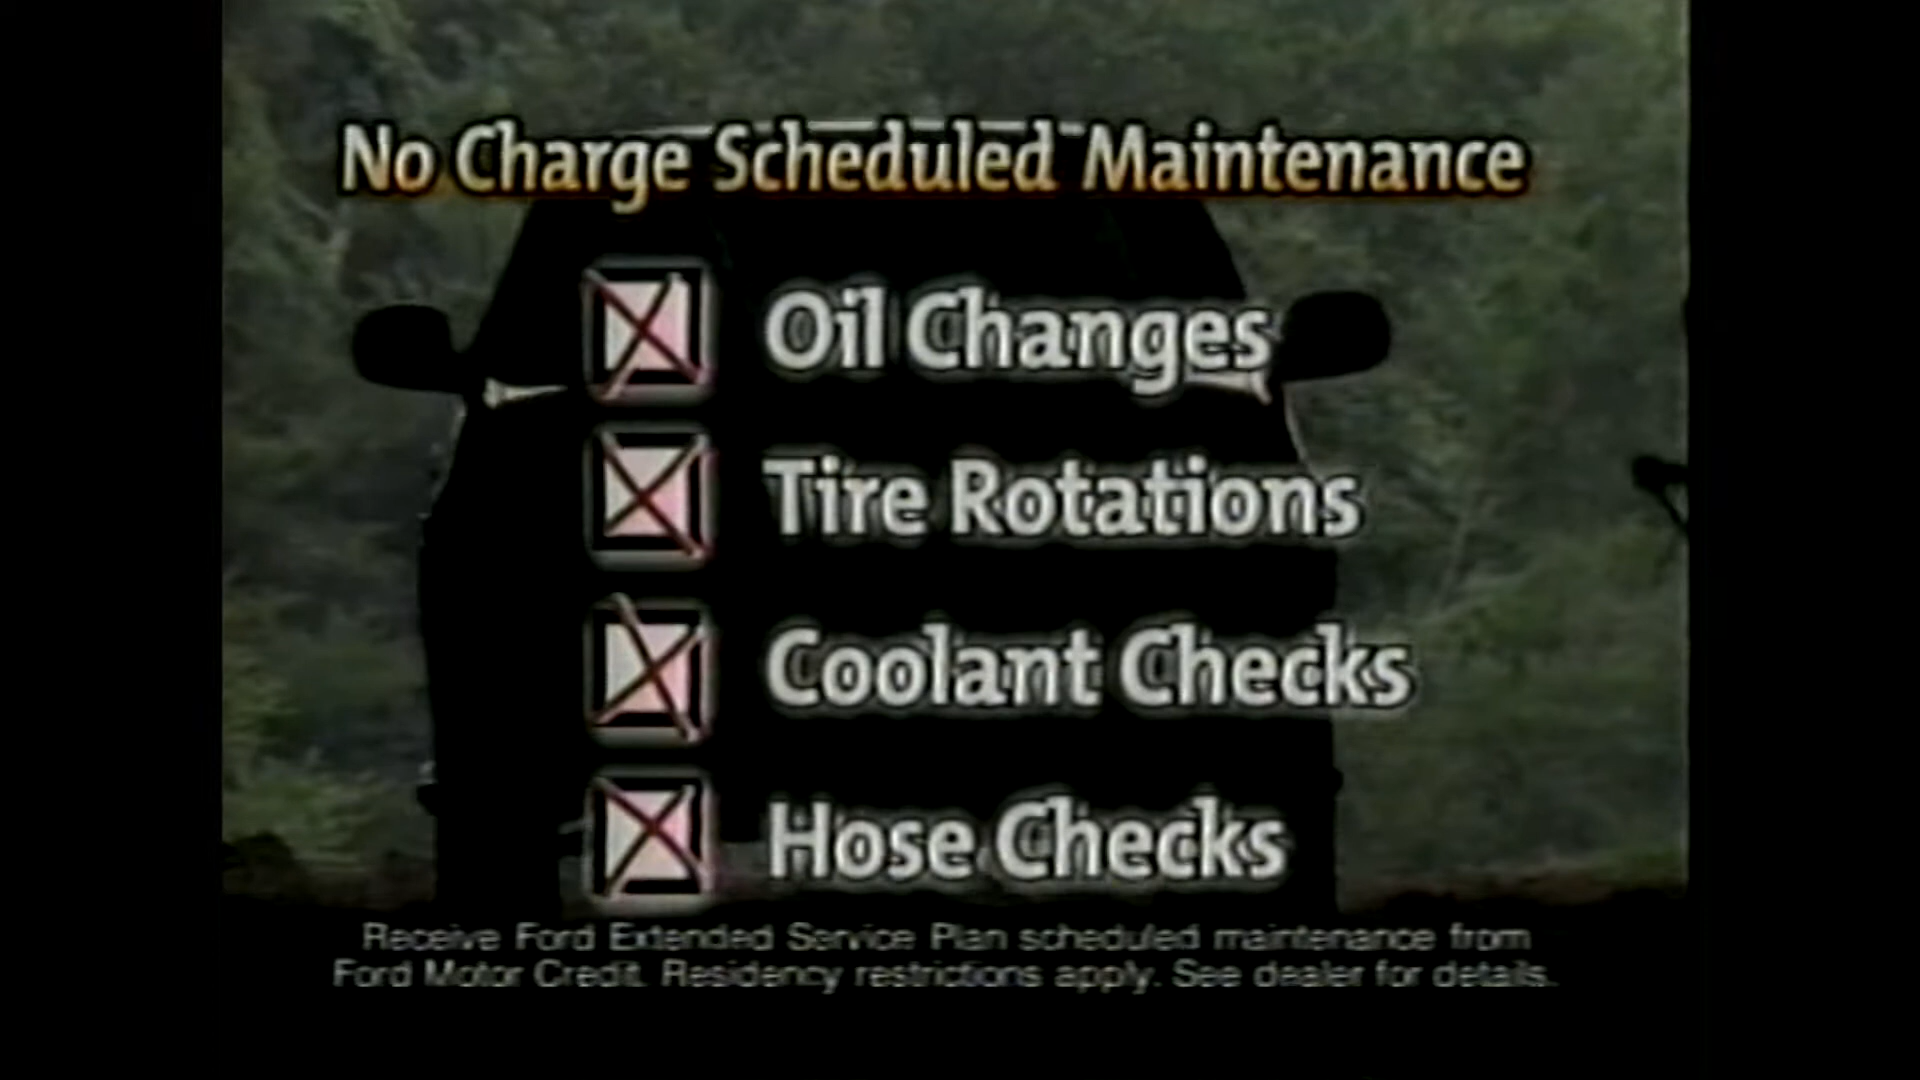 No Charge Scheduled Maintenance
Oil Changes
Tire Rotations
Coolant Checks
Hose Checks
Receive Ford Extended Service Plan scheduled maintenance from
Ford Motor Credit. Residency restrictions apply. See dealer for details.